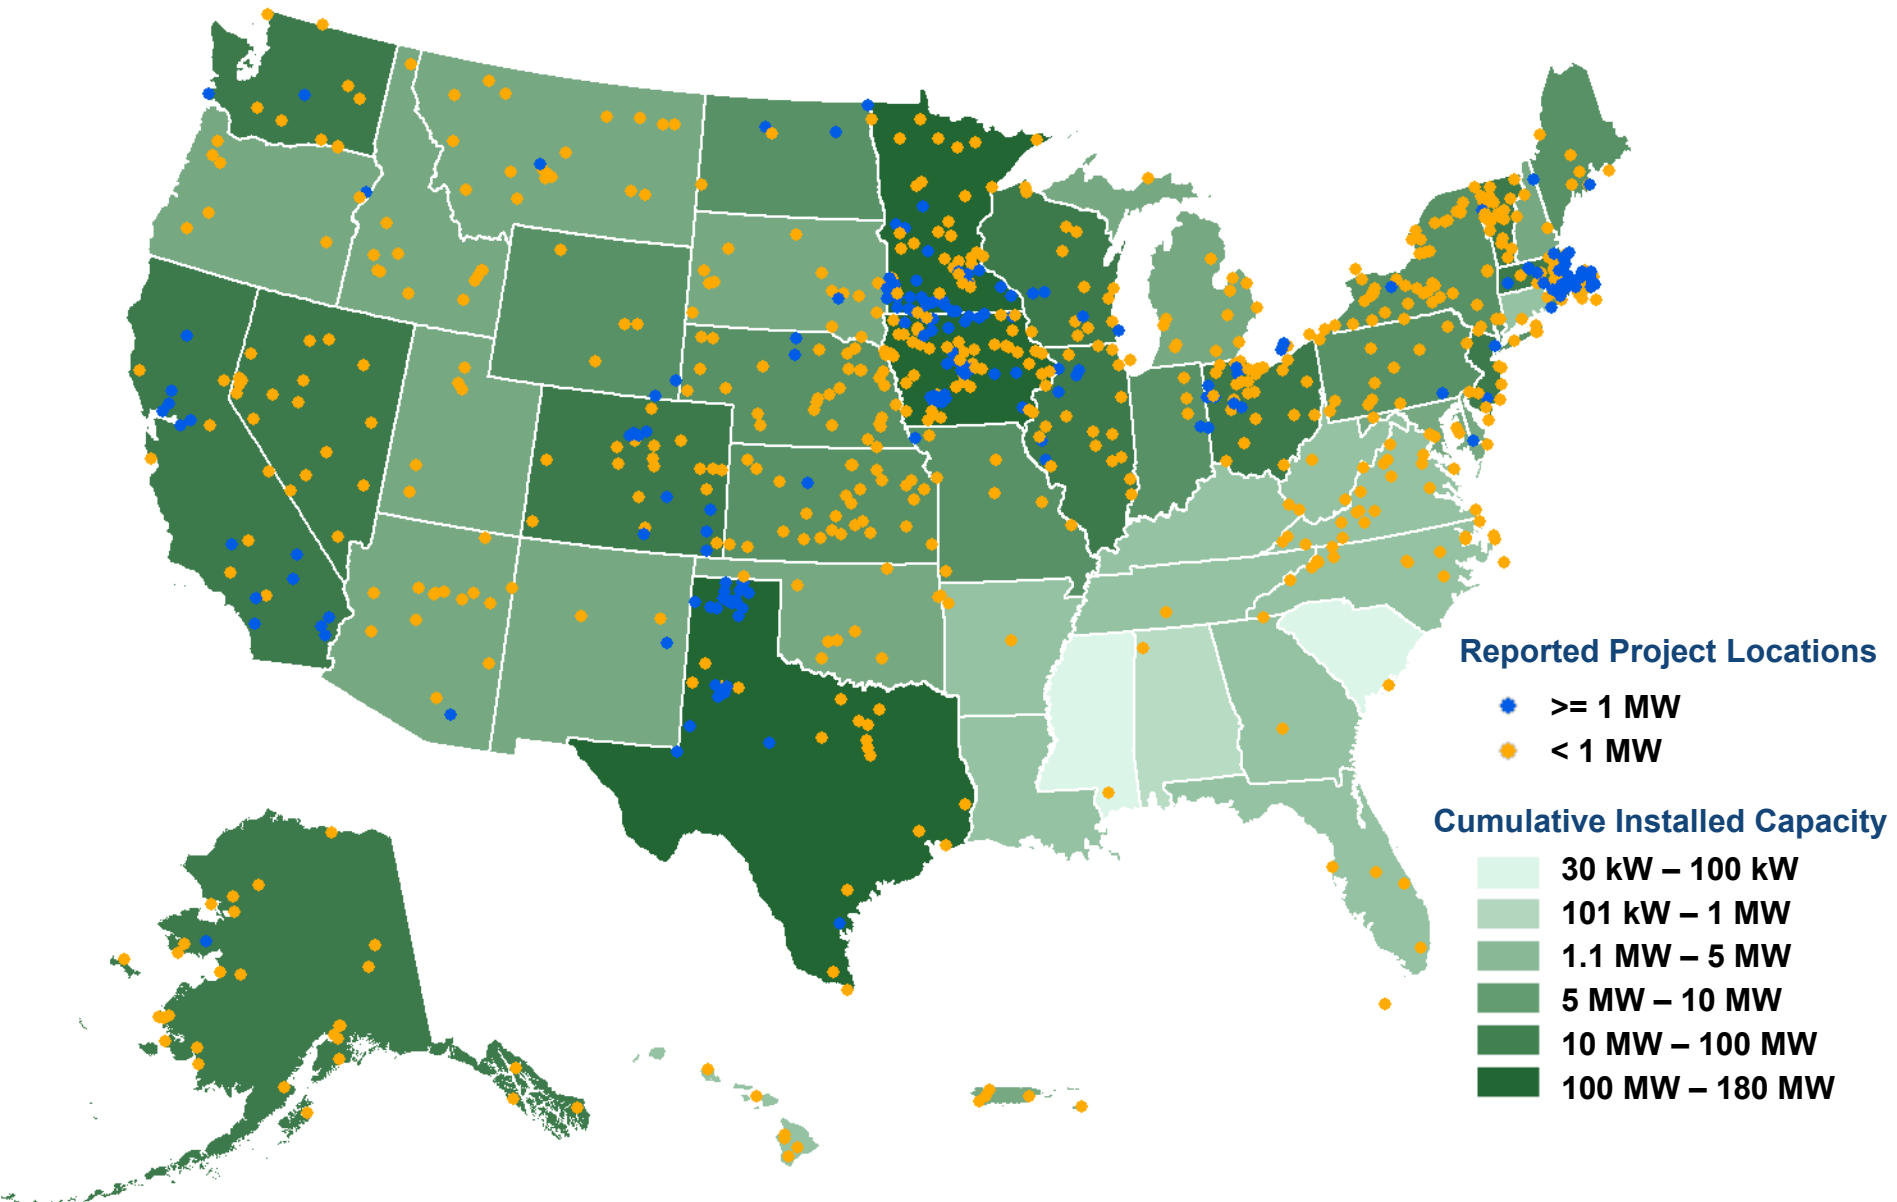 Reported Project Locations
>= 1 MW
< 1 MW
Cumulative Installed Capacity
30 kW – 100 kW
101 kW – 1 MW
1.1 MW – 5 MW
5 MW – 10 MW
10 MW – 100 MW
100 MW – 180 MW